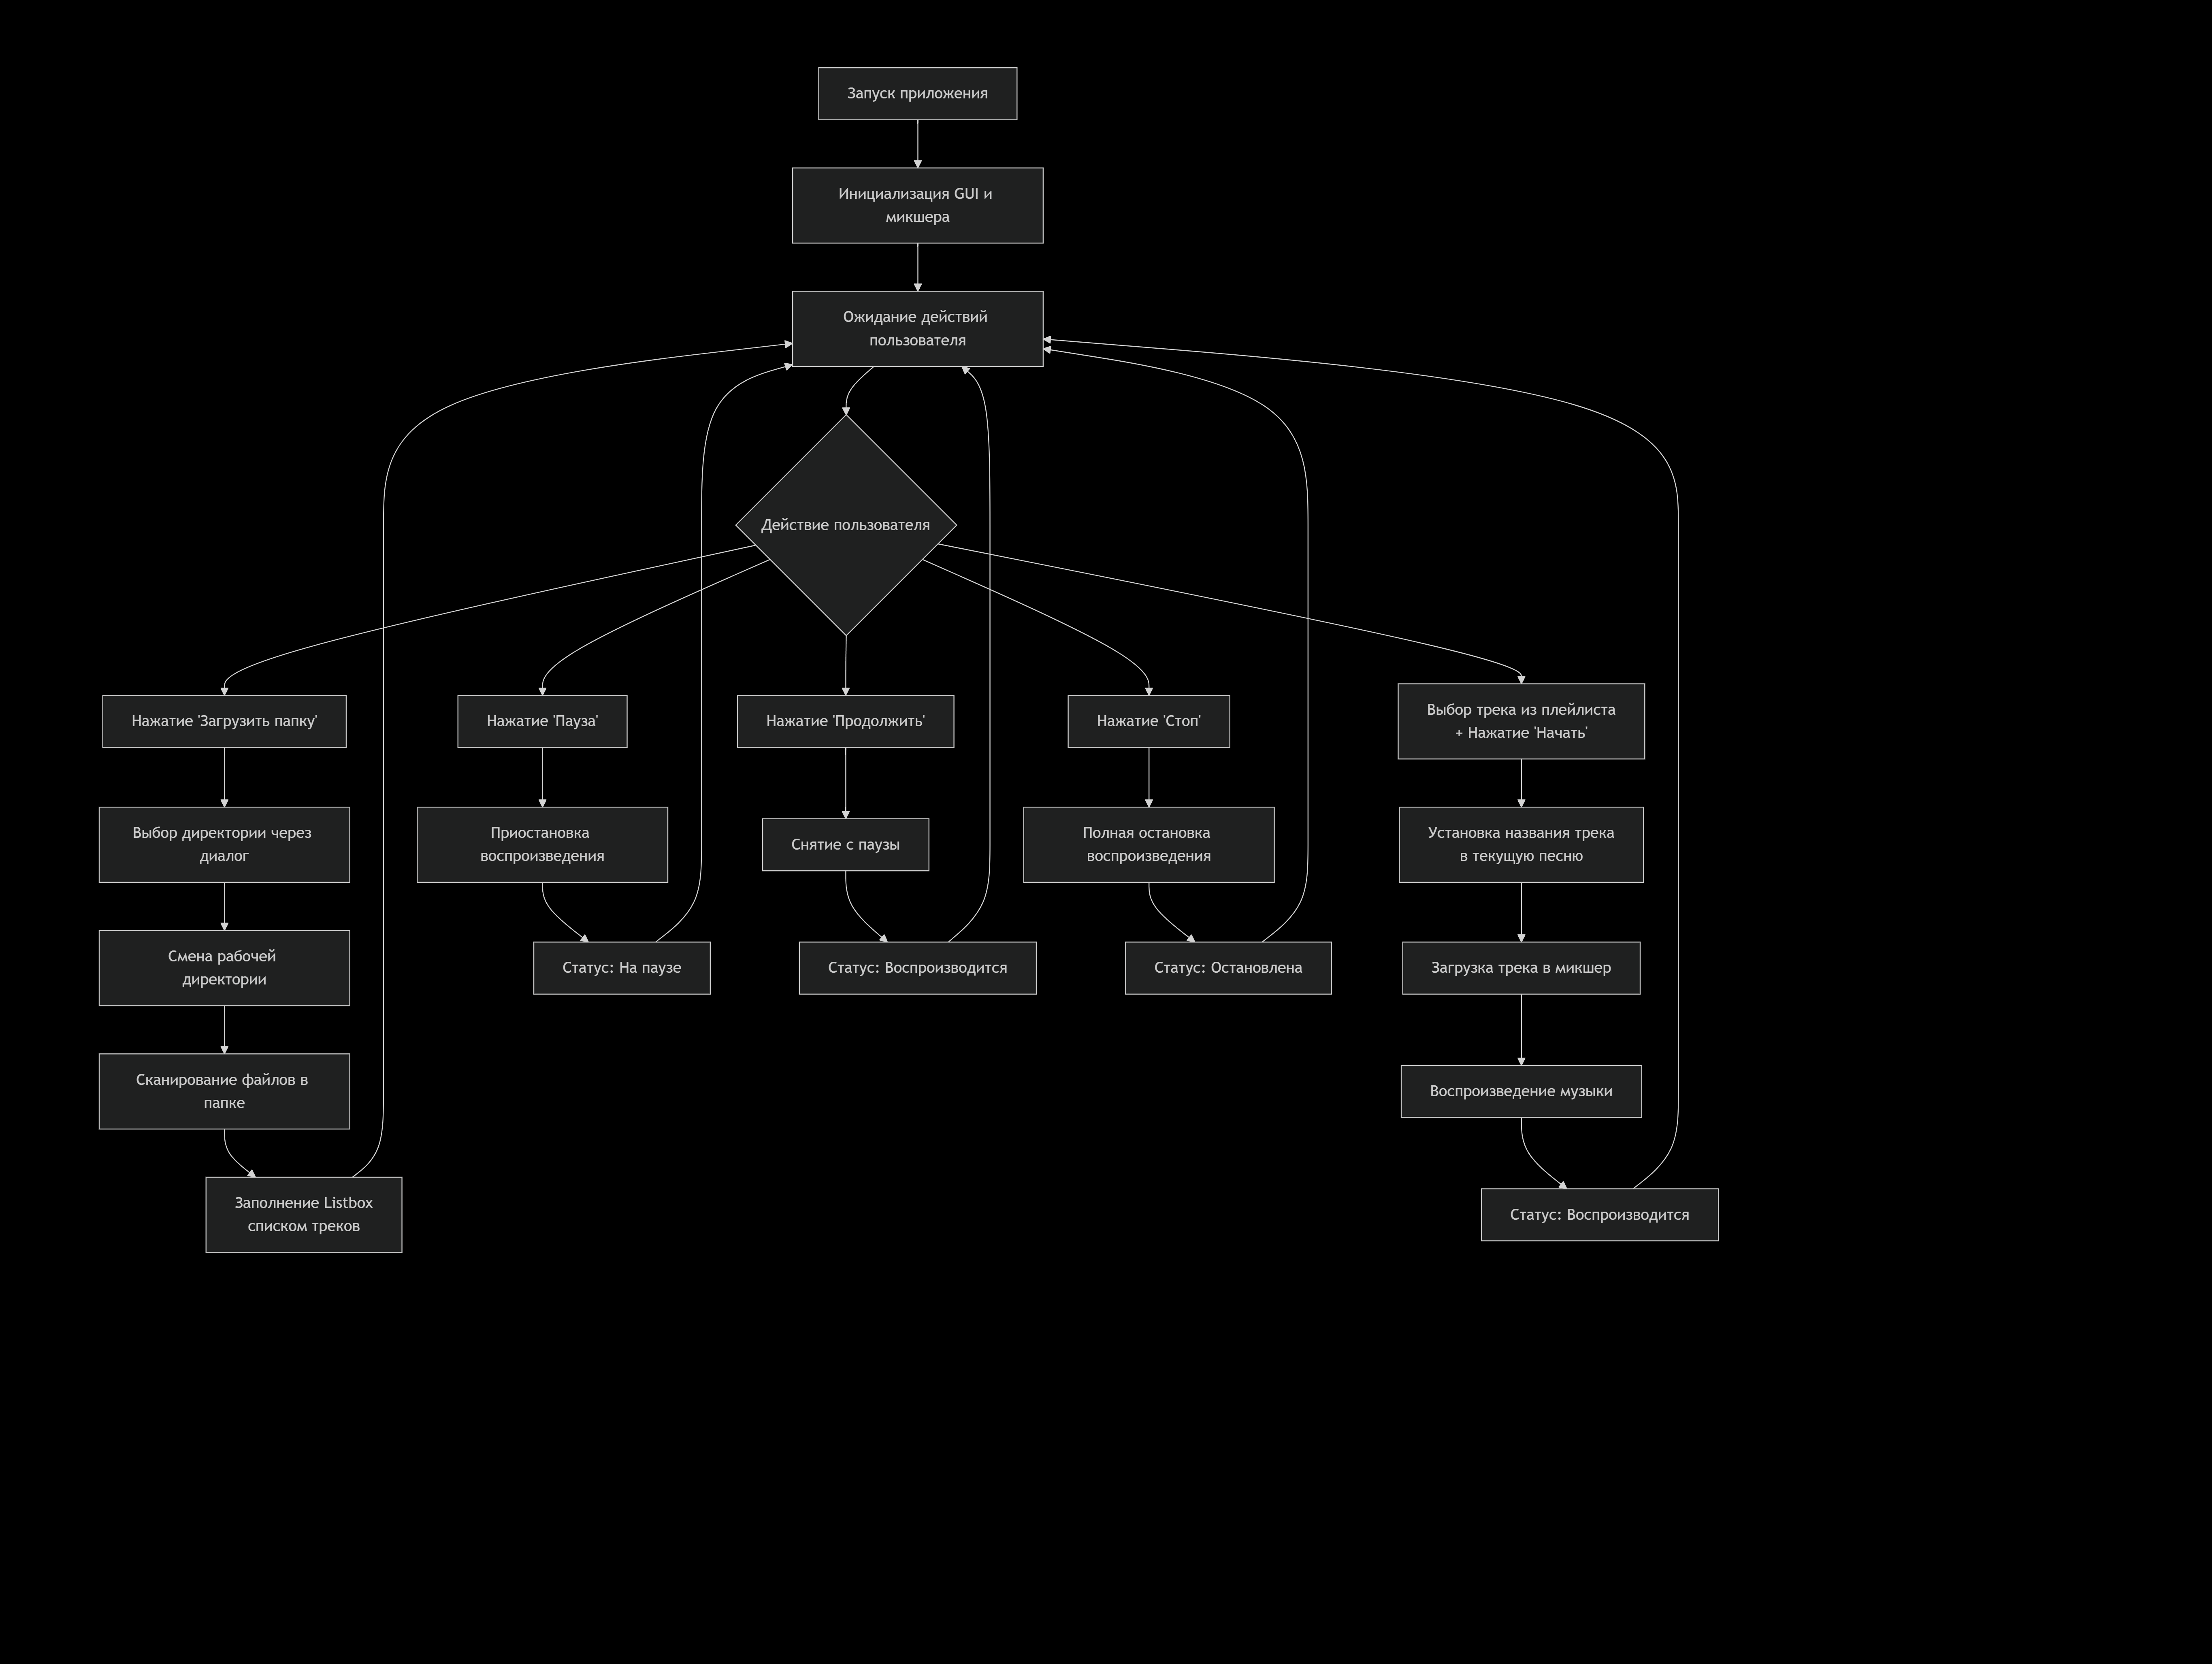 Запуск приложения
Инициализация GUI и
микшера
Ожидание действий
пользователя
Действие пользователя
Нажатие 'Загрузить папку'
Выбор директории через
диалог
Смена рабочей
директории
Сканирование файлов в
папке
Заполнение Listbox
списком треков
Нажатие 'Пауза'
Приостановка
воспроизведения
Статус: На паузе
Нажатие 'Продолжить'
Снятие с паузы
Статус: Воспроизводится
Нажатие 'Стоп'
Полная остановка
воспроизведения
Статус: Остановлена
Выбор трека из плейлиста
+ Нажатие 'Начать'
Установка названия трека
в текущую песню
Загрузка трека в микшер
Воспроизведение музыки
Статус: Воспроизводится